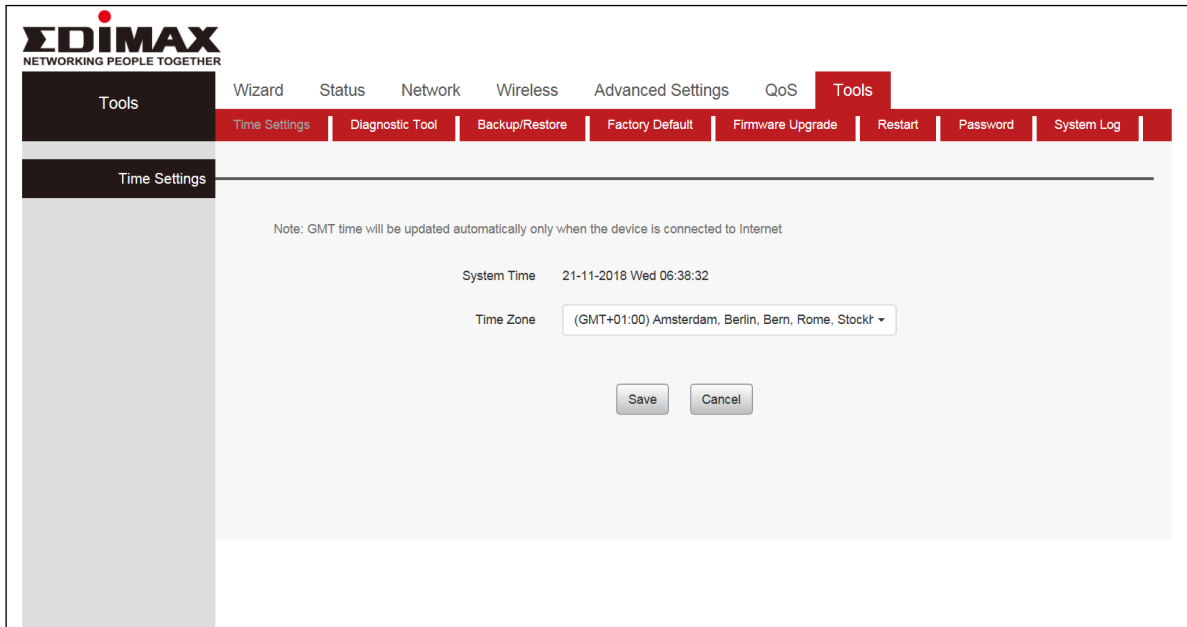 EDIMAX
NETWORKING PEOPLE TOGETHER
Tools
Wizard Status Network Wireless Advanced Settings QoS Tools
Time Settings Diagnostic Tool Backup/Restore Factory Default Firmware Upgrade Restart Password System Log
Time Settings
Note: GMT time will be updated automatically only when the device is connected to Internet
System Time 21-11-2018 Wed 06:38:32
Time Zone (GMT+01:00) Amsterdam, Berlin, Bern, Rome, Stockh
Save Cancel